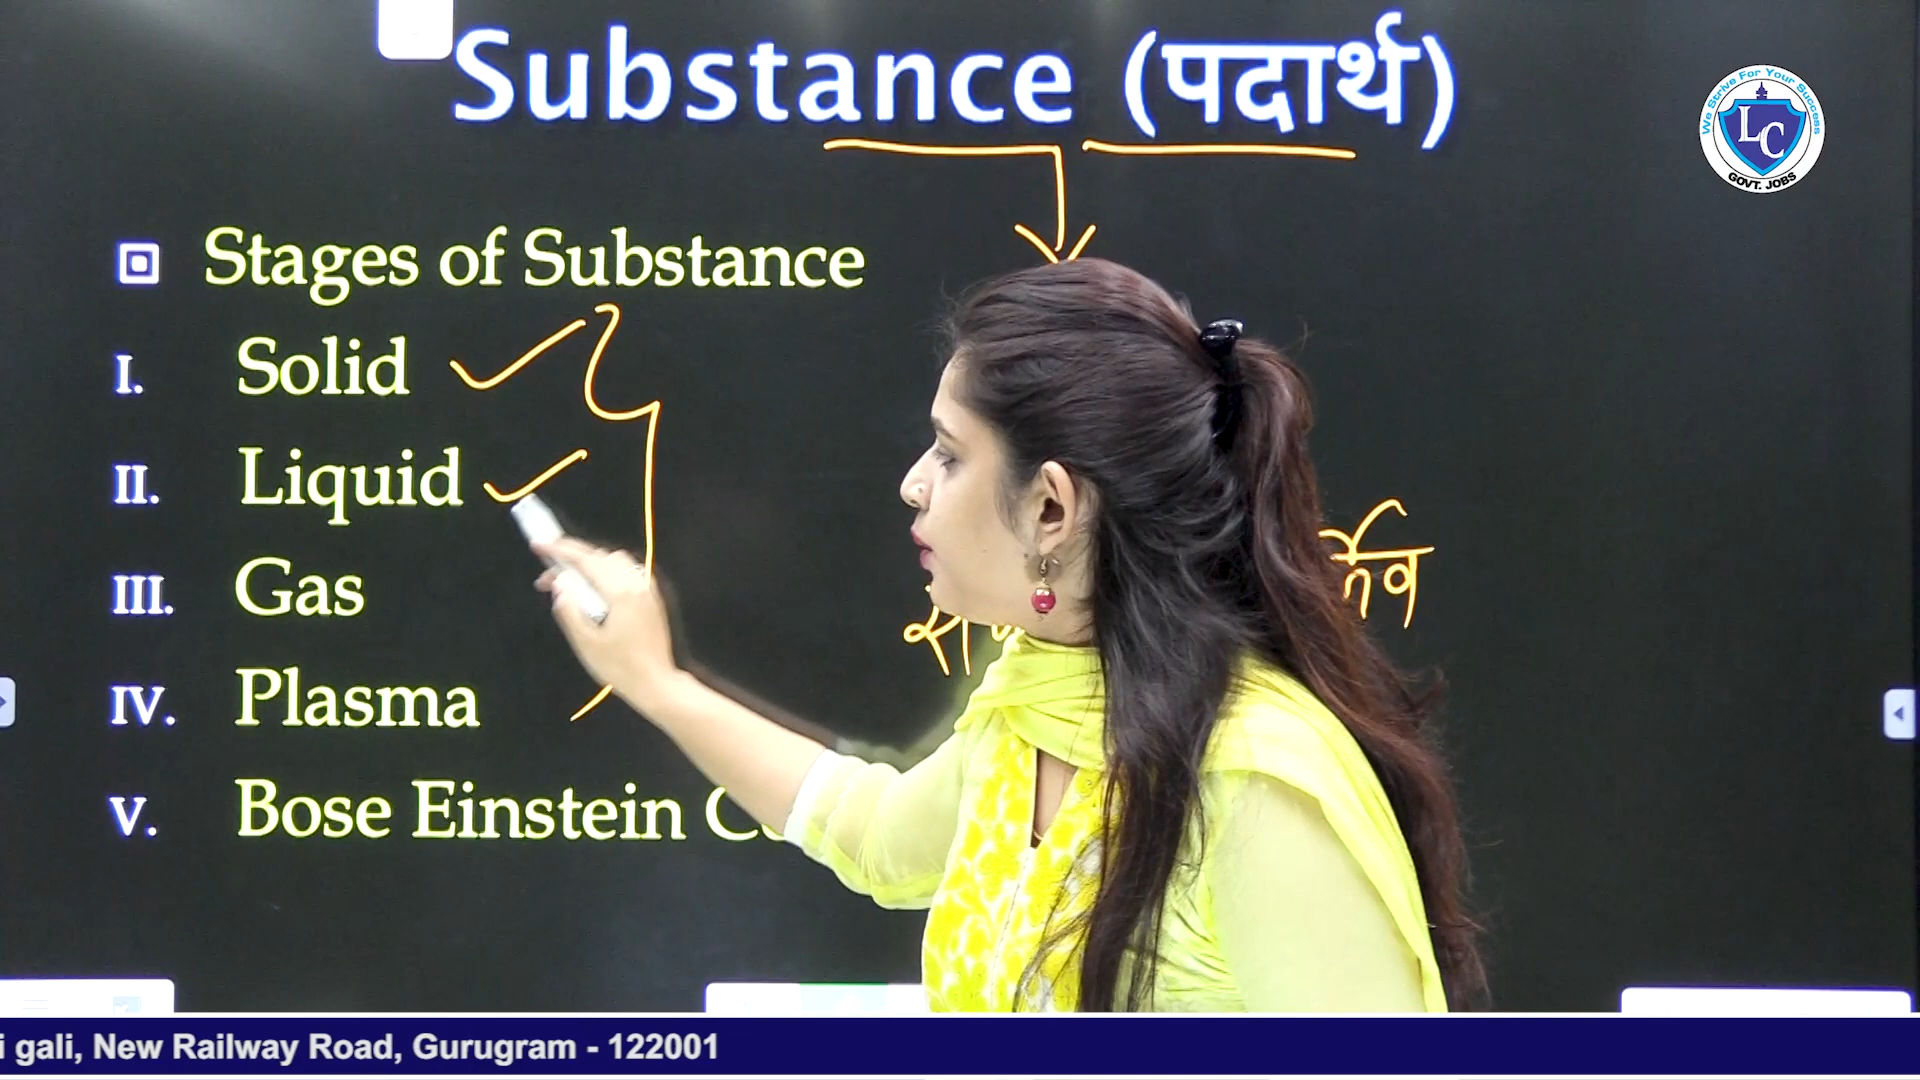 Substance (पदार्थ)
We Strive For Your Success
LC
GOVT. JOBS
Stages of Substance
I. Solid
II. Liquid
III. Gas
IV. Plasma
V. Bose Einstein
gali, New Railway Road, Gurugram - 122001